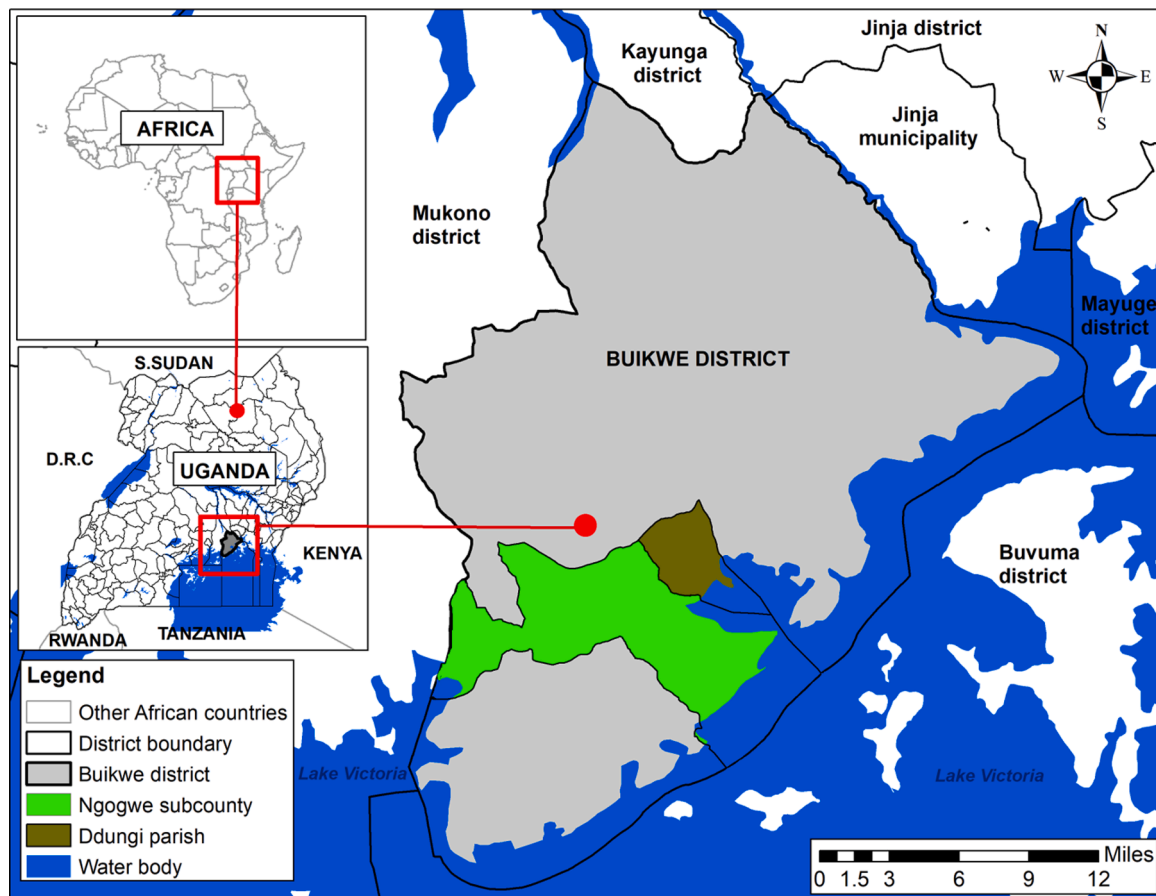 AFRICA
S.SUDAN
D.R.C
UGANDA
KENYA
RWANDA
TANZANIA
Legend
Other African countries
District boundary
Buikwe district
Ngogwe subcounty
Ddungi parish
Water body
Kayunga
district
Jinja district
Jinja
municipality
N
W
E
S
Mukono
district
Mayuge
district
BUIKWE DISTRICT
Buvuma
district
Lake Victoria
Lake Victoria
Miles
0 1.5 3 6 9 12